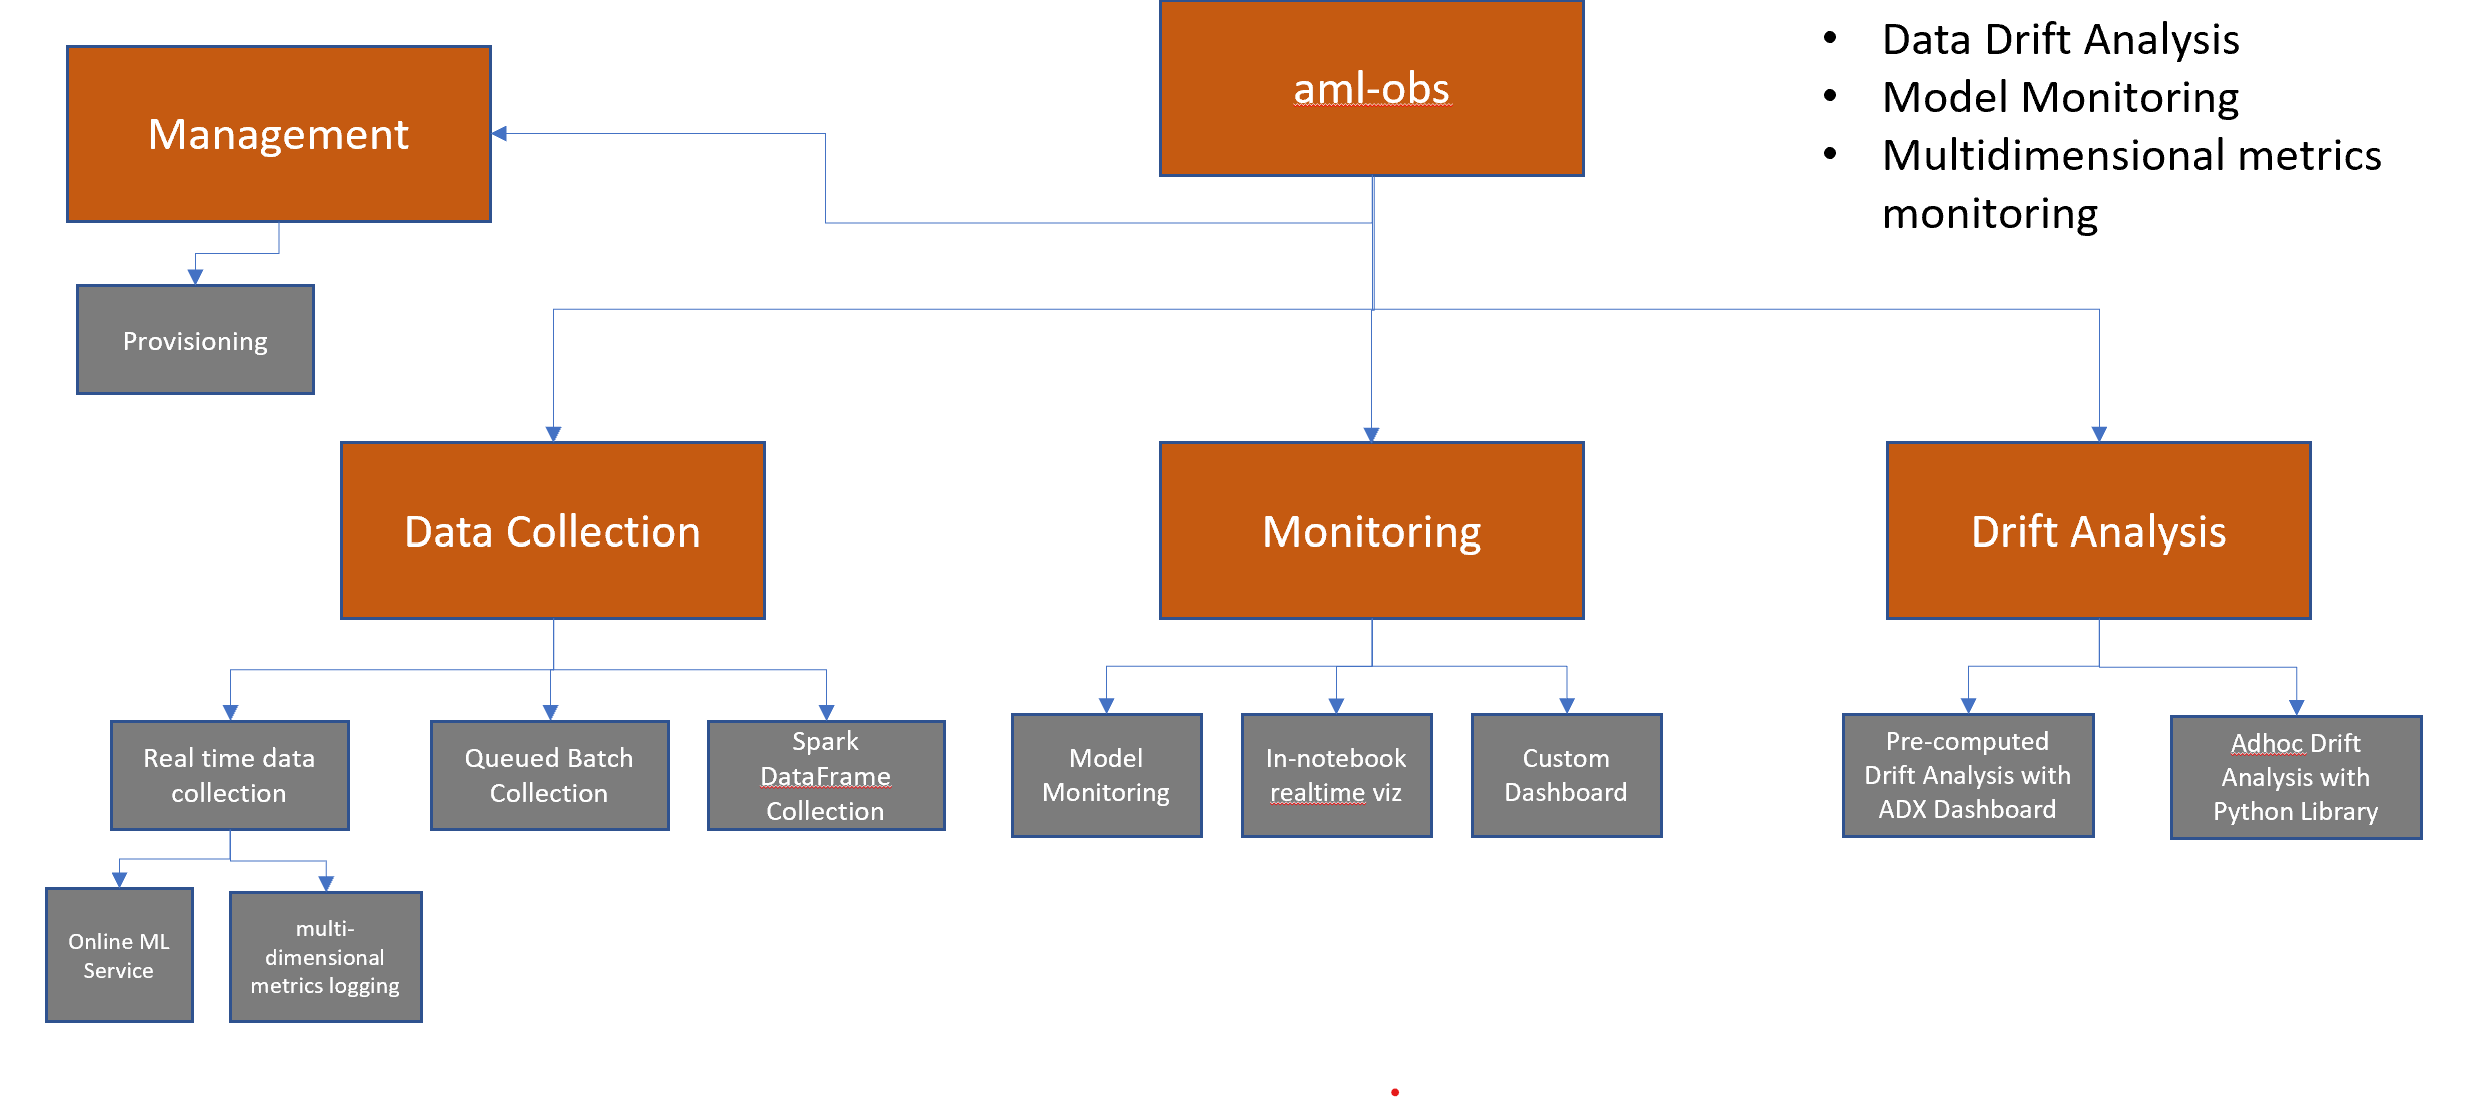 aml-obs
Management
• Data Drift Analysis
• Model Monitoring
• Multidimensional metrics
monitoring
Provisioning
Data Collection
Monitoring
Drift Analysis
Real time data
collection
Queued Batch
Collection
Spark
DataFrame
Collection
Model
Monitoring
In-notebook
realtime viz
Custom
Dashboard
Pre-computed
Drift Analysis with
ADX Dashboard
Adhoc Drift
Analysis with
Python Library
Online ML
Service
multi-
dimensional
metrics logging